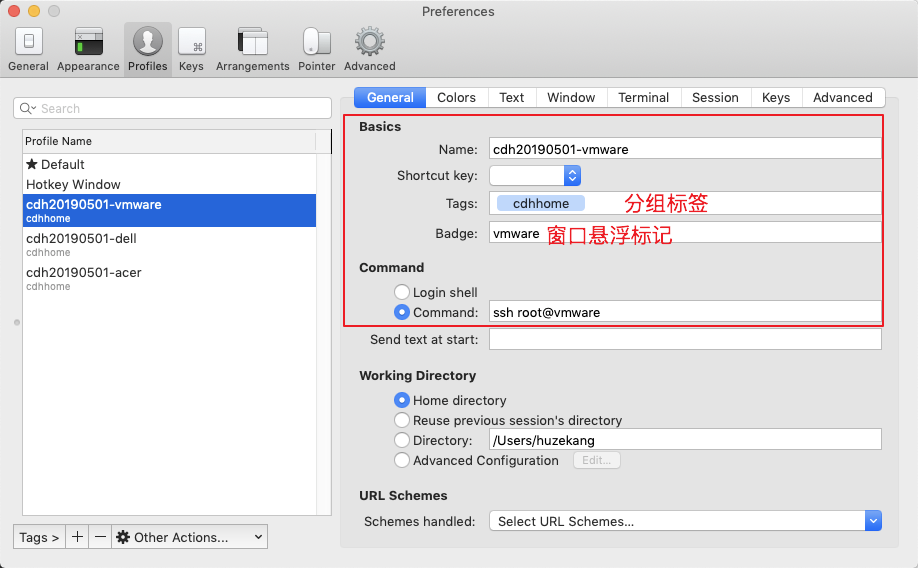 Preferences
General Appearance Profiles Keys Arrangements Pointer Advanced
Search
Profile Name
★ Default
Hotkey Window
cdh20190501-vmware
cdhhome
cdh20190501-dell
cdhhome
cdh20190501-acer
cdhhome
Tags > + — Other Actions...
General Colors Text Window Terminal Session Keys Advanced
Basics
Name: cdh20190501-vmware
Shortcut key:
Tags: cdhhome 分组标签
Badge: vmware 窗口悬浮标记
Command
Login shell
Command: ssh root@vmware
Send text at start:
Working Directory
Home directory
Reuse previous session's directory
Directory: /Users/huzekang
Advanced Configuration Edit...
URL Schemes
Schemes handled: Select URL Schemes...